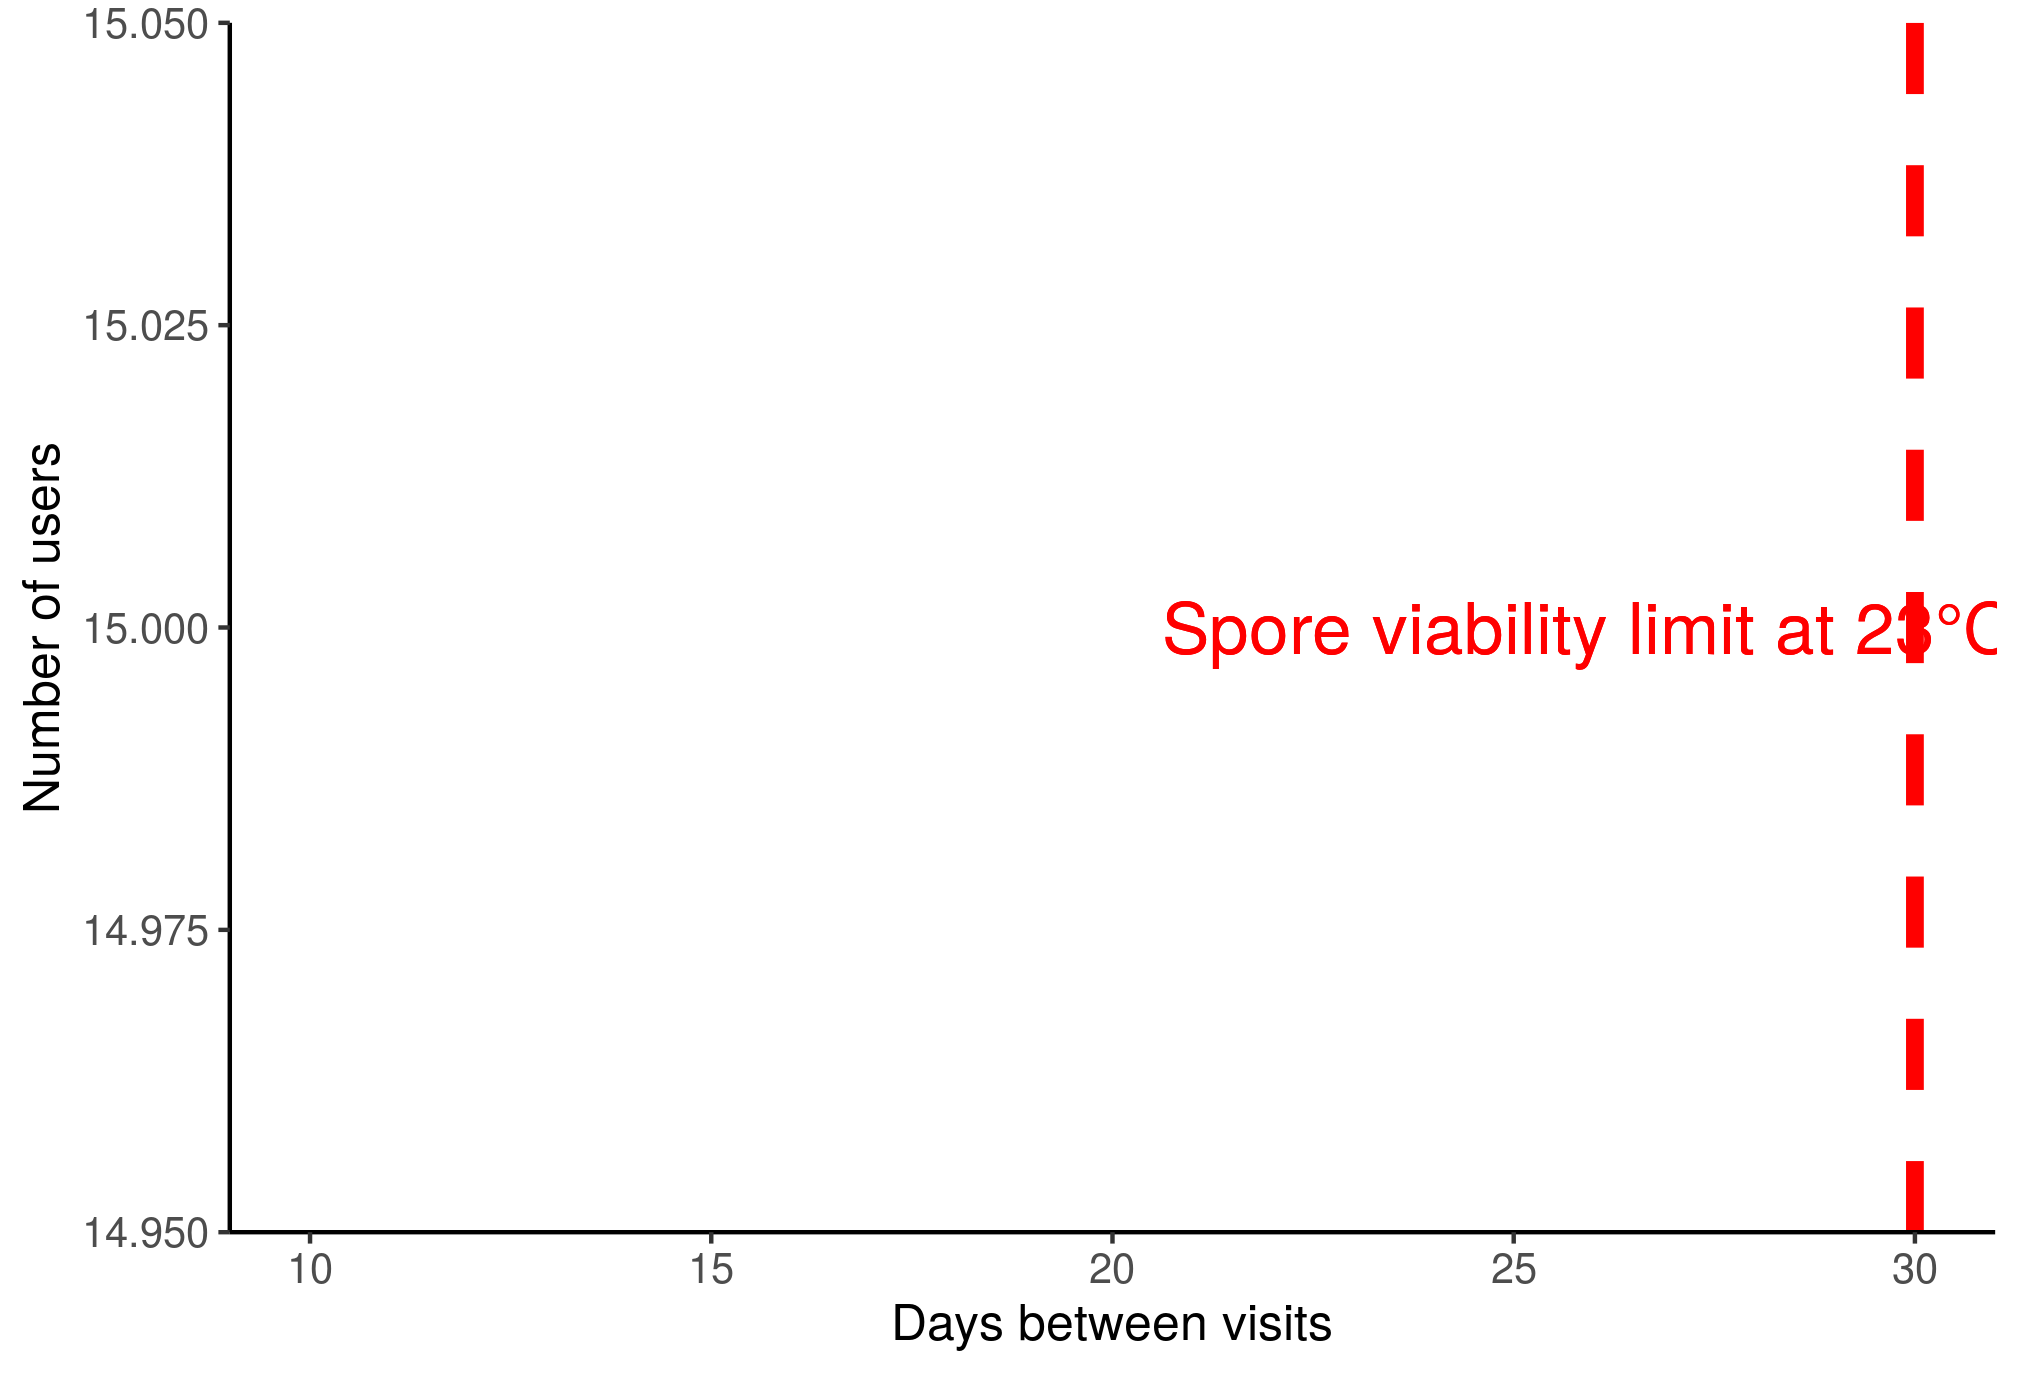 15.050
15.025
15.000
14.975
14.950
Number of users
Spore viability limit at 23°C
10 15 20 25 30
Days between visits